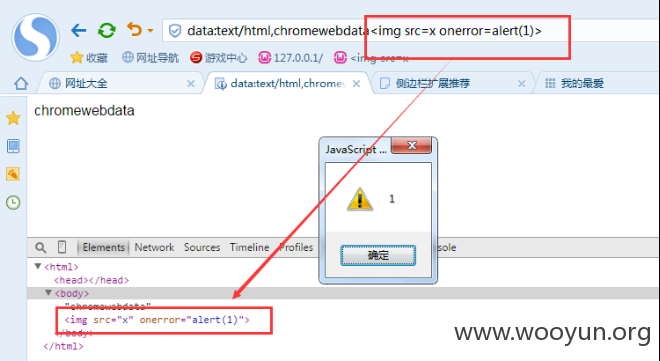 data:text/html,chromewebdata<img src=x onerror=alert(1)>
收藏 网址导航 游戏中心 127.0.0.1/ <img src=x
网址大全 data:text/html,chrome 侧边栏扩展推荐 我的最爱
chromewebdata
JavaScript ...
1
确定
Elements Network Sources Timeline Profiles sole
<html>
<head></head>
<body>
"chromewebdata"
<img src="x" onerror="alert(1)">
</body>
</html>
www.wooyun.org